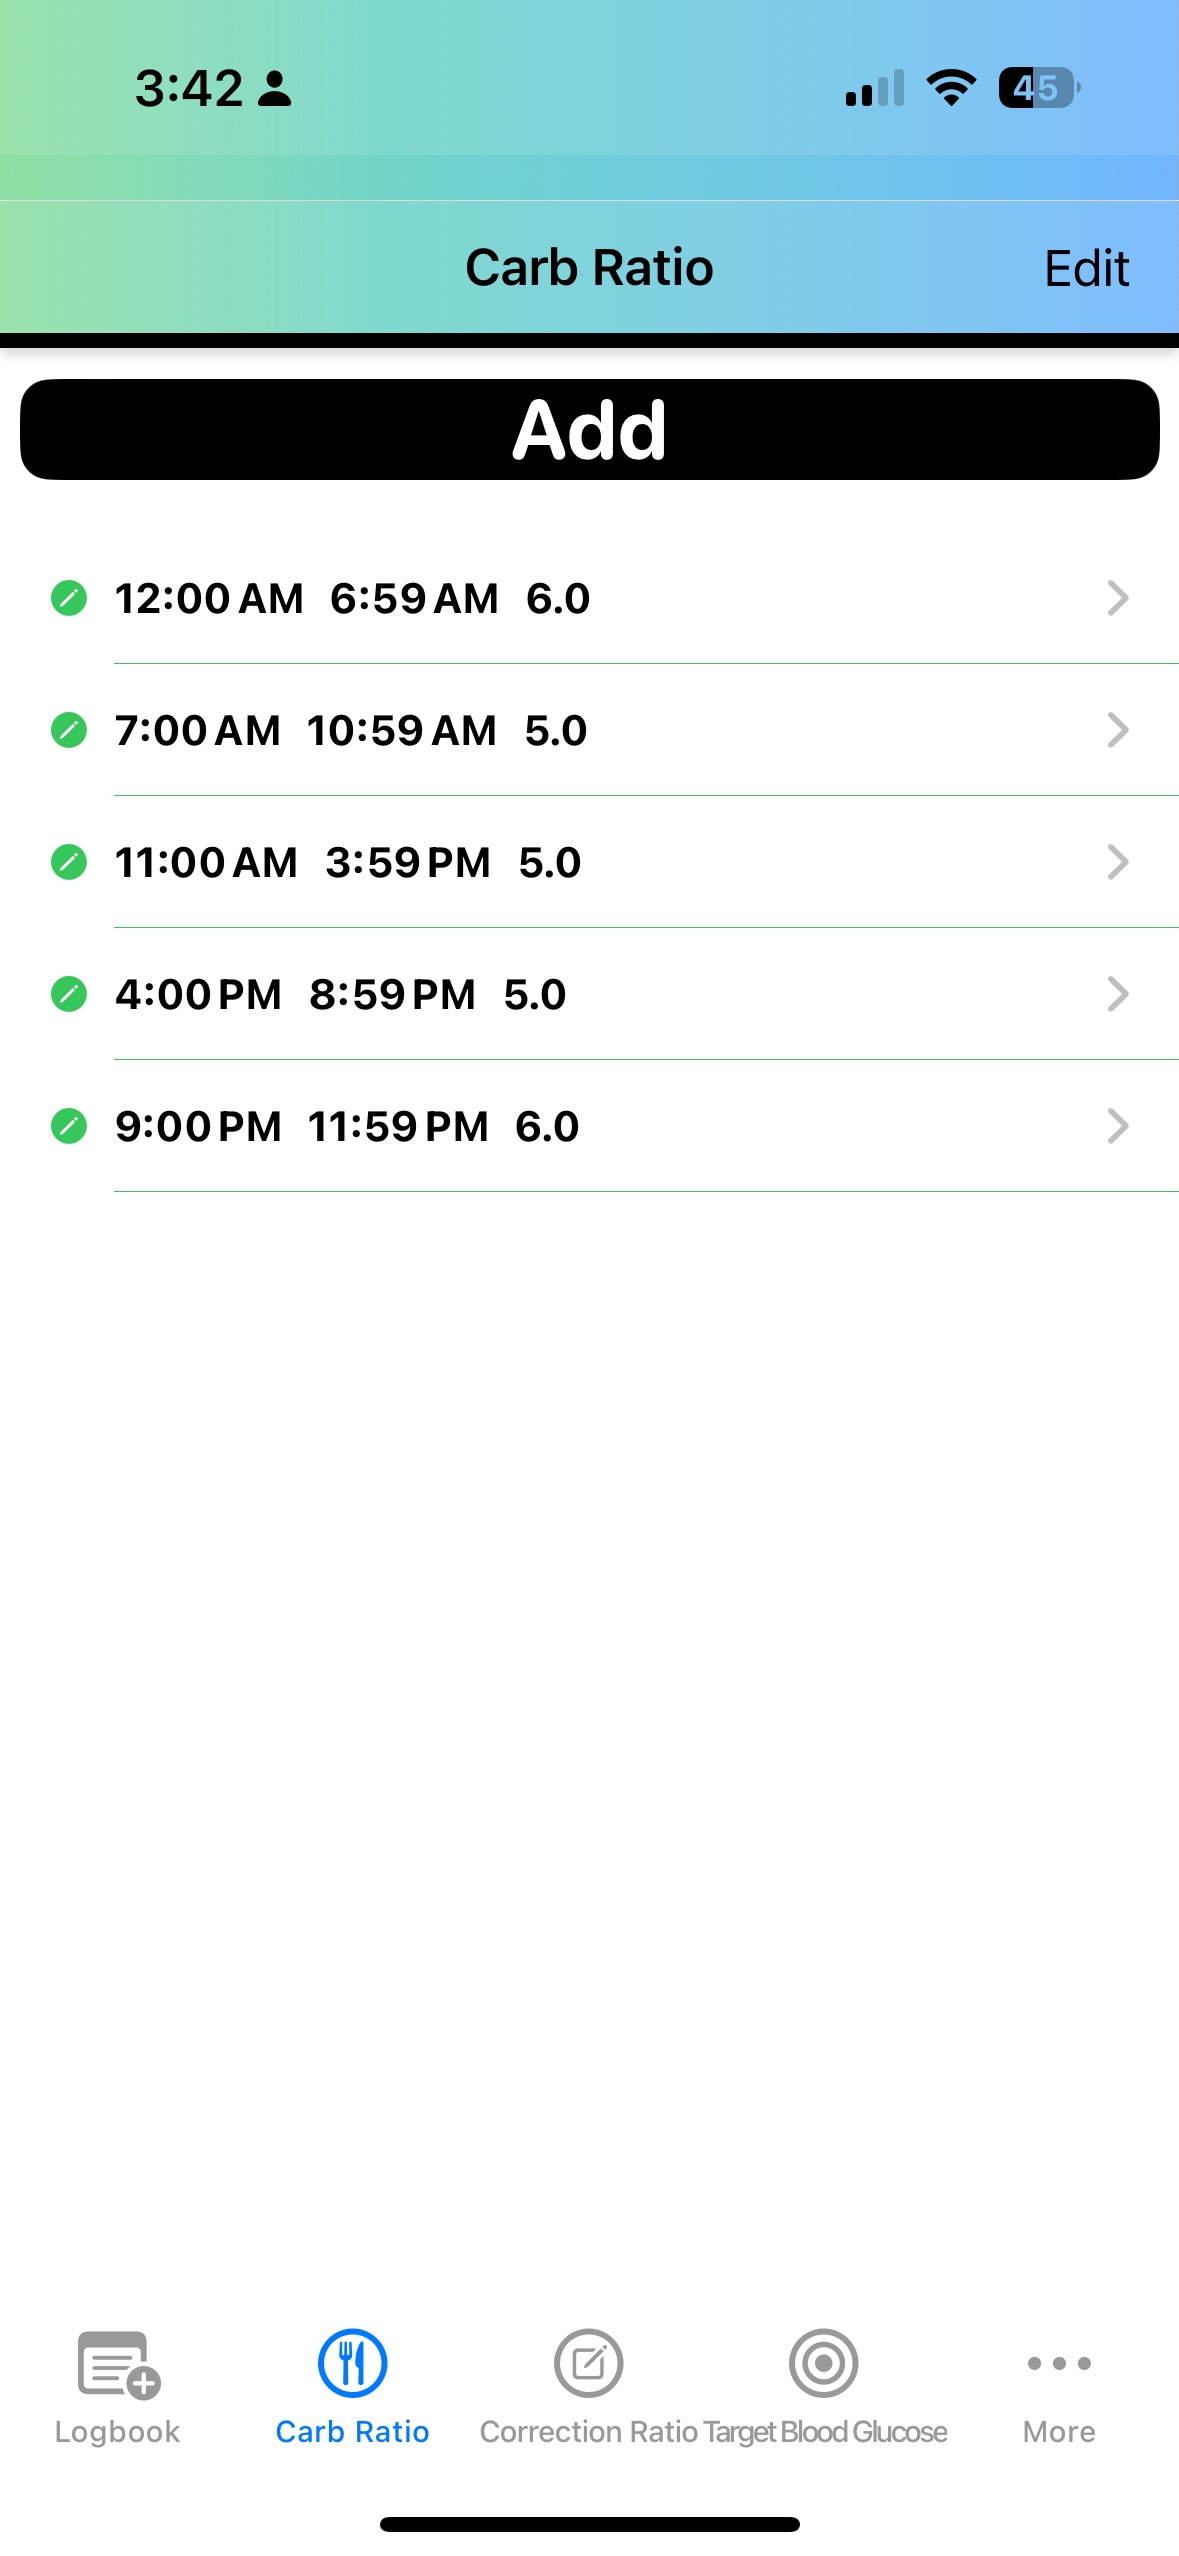 3:42 45
Carb Ratio Edit
Add
12:00 AM 6:59 AM 6.0
7:00 AM 10:59 AM 5.0
11:00 AM 3:59 PM 5.0
4:00 PM 8:59 PM 5.0
9:00 PM 11:59 PM 6.0
Logbook Carb Ratio Correction Ratio Target Blood Glucose More